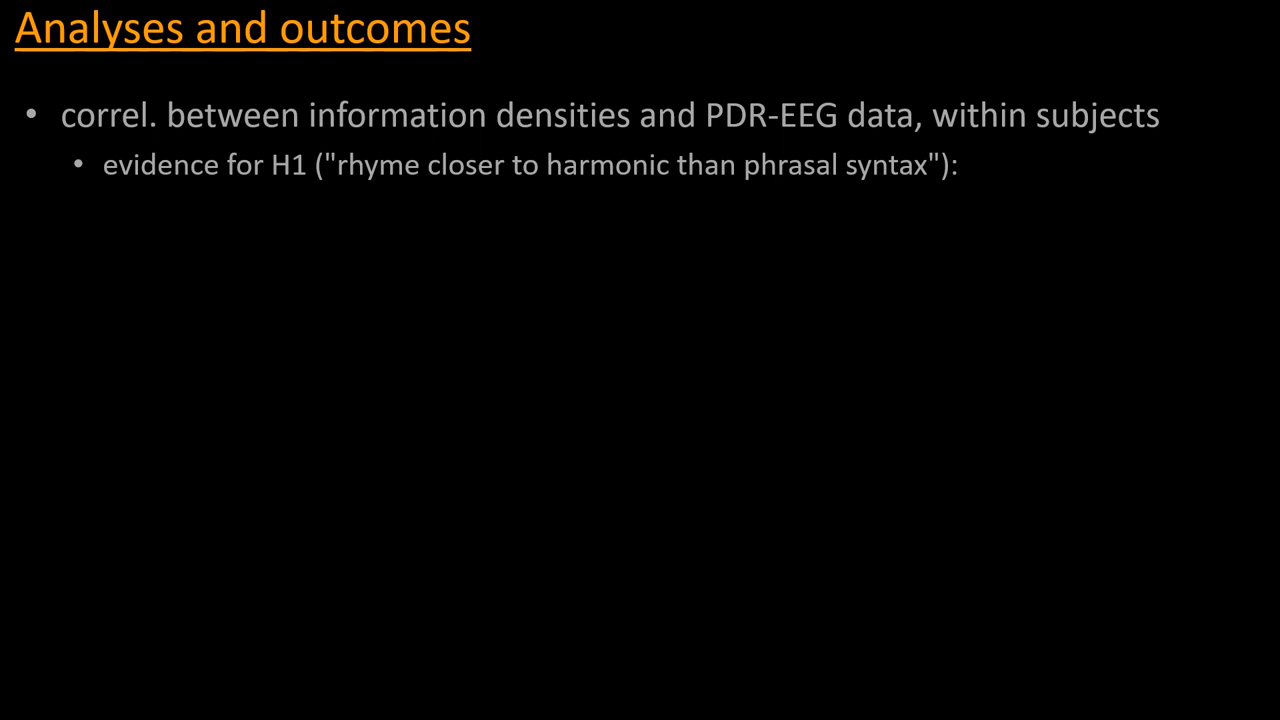 Analyses and outcomes
• correl. between information densities and PDR-EEG data, within subjects
• evidence for H1 ("rhyme closer to harmonic than phrasal syntax"):